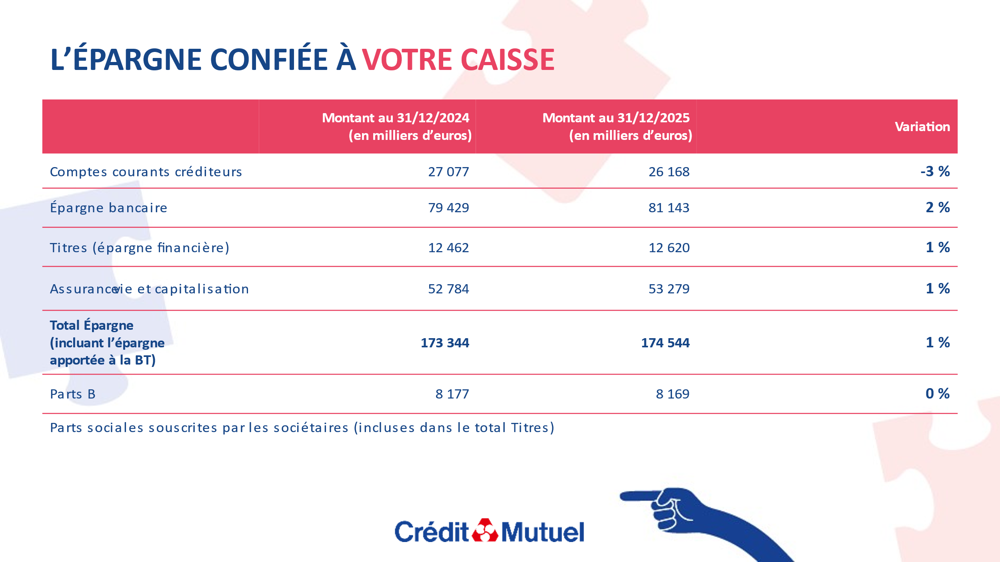 L’ÉPARGNE CONFIÉE À VOTRE CAISSE
Montant au 31/12/2024 (en milliers d’euros) Montant au 31/12/2025 (en milliers d’euros) Variation
Comptes courants créditeurs 27 077 26 168 -3 %
Épargne bancaire 79 429 81 143 2 %
Titres (épargne financière) 12 462 12 620 1 %
Assurance vie et capitalisation 52 784 53 279 1 %
Total Épargne
(incluant l’épargne
apportée à la BT) 173 344 174 544 1 %
Parts B 8 177 8 169 0 %
Parts sociales souscrites par les sociétaires (incluses dans le total Titres)
Crédit Mutuel